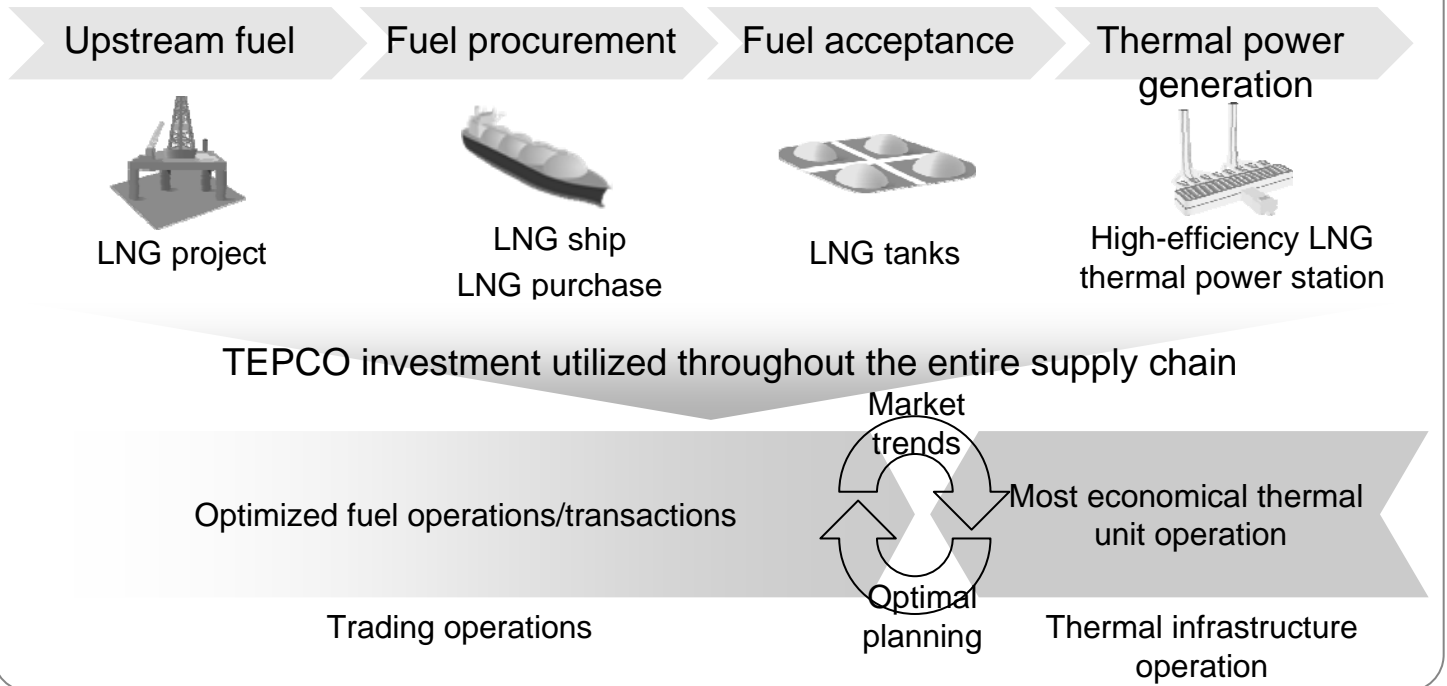 Upstream fuel
Fuel procurement
Fuel acceptance
Thermal power
generation
LNG project
LNG ship
LNG purchase
LNG tanks
High-efficiency LNG
thermal power station
TEPCO investment utilized throughout the entire supply chain
Market
trends
Optimized fuel operations/transactions
Most economical thermal
unit operation
Optimal
planning
Trading operations
Thermal infrastructure
operation